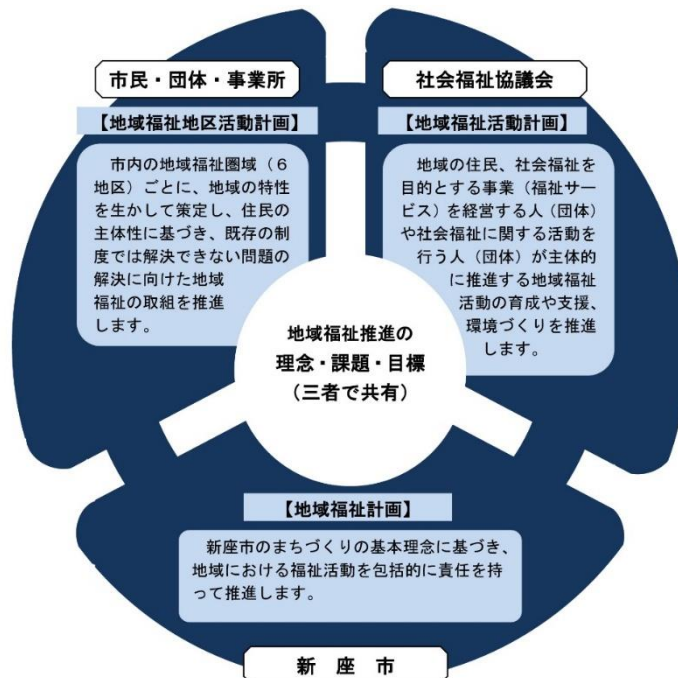 市民・団体・事業所
【地域福祉地区活動計画】
市内の地域福祉圏域（６
地区）ごとに、地域の特性
を生かして策定し、住民の
主体性に基づき、既存の制
度では解決できない問題の
解決に向けた地域
福祉の取組を推進
します。
社会福祉協議会
【地域福祉活動計画】
地域の住民、社会福祉を
目的とする事業（福祉サー
ビス）を経営する人（団体）
や社会福祉に関する活動を
行う人（団体）が主体的
に推進する地域福祉
活動の育成や支援、
環境づくりを推進
します。
地域福祉推進の
理念・課題・目標
（三者で共有）
【地域福祉計画】
新座市のまちづくりの基本理念に基づき、
地域における福祉活動を包括的に責任を持
って推進します。
新 座 市